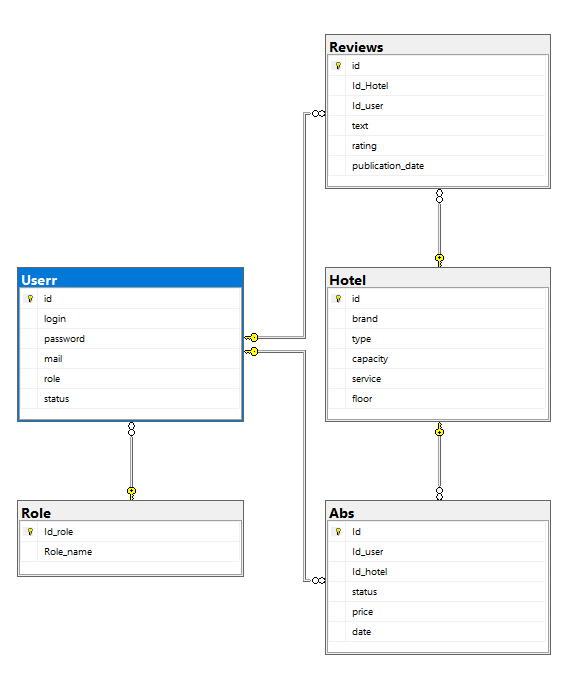 Reviews
id
Id_Hotel
Id_user
text
rating
publication_date
Userr
id
login
password
mail
role
status
Hotel
id
brand
type
capacity
service
floor
Role
Id_role
Role_name
Abs
Id
Id_user
Id_hotel
status
price
date